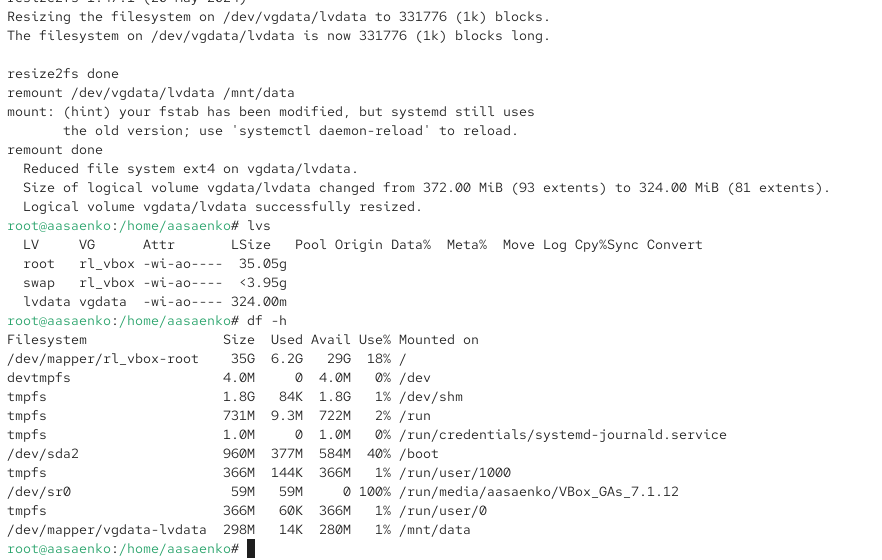 resize2fs 1.47.1 (20-May-2024)
Resizing the filesystem on /dev/vgdata/lvdata to 331776 (1k) blocks.
The filesystem on /dev/vgdata/lvdata is now 331776 (1k) blocks long.
resize2fs done
remount /dev/vgdata/lvdata /mnt/data
mount: (hint) your fstab has been modified, but systemd still uses
       the old version; use 'systemctl daemon-reload' to reload.
remount done
  Reduced file system ext4 on vgdata/lvdata.
  Size of logical volume vgdata/lvdata changed from 372.00 MiB (93 extents) to 324.00 MiB (81 extents).
  Logical volume vgdata/lvdata successfully resized.
root@aasaenko:/home/aasaenko# lvs
  LV     VG      Attr       LSize   Pool Origin Data%  Meta%  Move Log Cpy%Sync Convert
  root   rl_vbox -wi-ao----  35.05g
  swap   rl_vbox -wi-ao----  <3.95g
  lvdata vgdata  -wi-ao---- 324.00m
root@aasaenko:/home/aasaenko# df -h
Filesystem                 Size  Used Avail Use% Mounted on
/dev/mapper/rl_vbox-root    35G  6.2G   29G  18% /
devtmpfs                   4.0M     0  4.0M   0% /dev
tmpfs                      1.8G   84K  1.8G   1% /dev/shm
tmpfs                      731M  9.3M  722M   2% /run
tmpfs                      1.0M     0  1.0M   0% /run/credentials/systemd-journald.service
/dev/sda2                  960M  377M  584M  40% /boot
tmpfs                      366M  144K  366M   1% /run/user/1000
/dev/sr0                    59M   59M     0 100% /run/media/aasaenko/VBox_GAs_7.1.12
tmpfs                      366M   60K  366M   1% /run/user/0
/dev/mapper/vgdata-lvdata  298M   14K  280M   1% /mnt/data
root@aasaenko:/home/aasaenko#